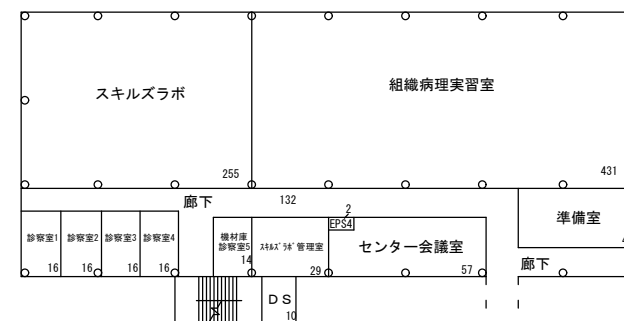 スキルズラボ
組織病理実習室
255
431
廊下
132
準備室
診察室1
診察室2
診察室3
診察室4
機材庫
診察室5
スキルズラボ管理室
2
EPS4
センター会議室
16
16
16
16
14
29
57
廊下
DS
10